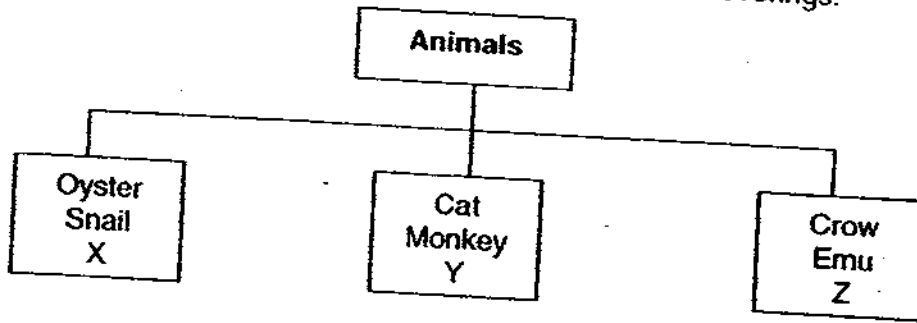 Animals
Oyster
Snail
X
Cat
Monkey
Y
Crow
Emu
Z